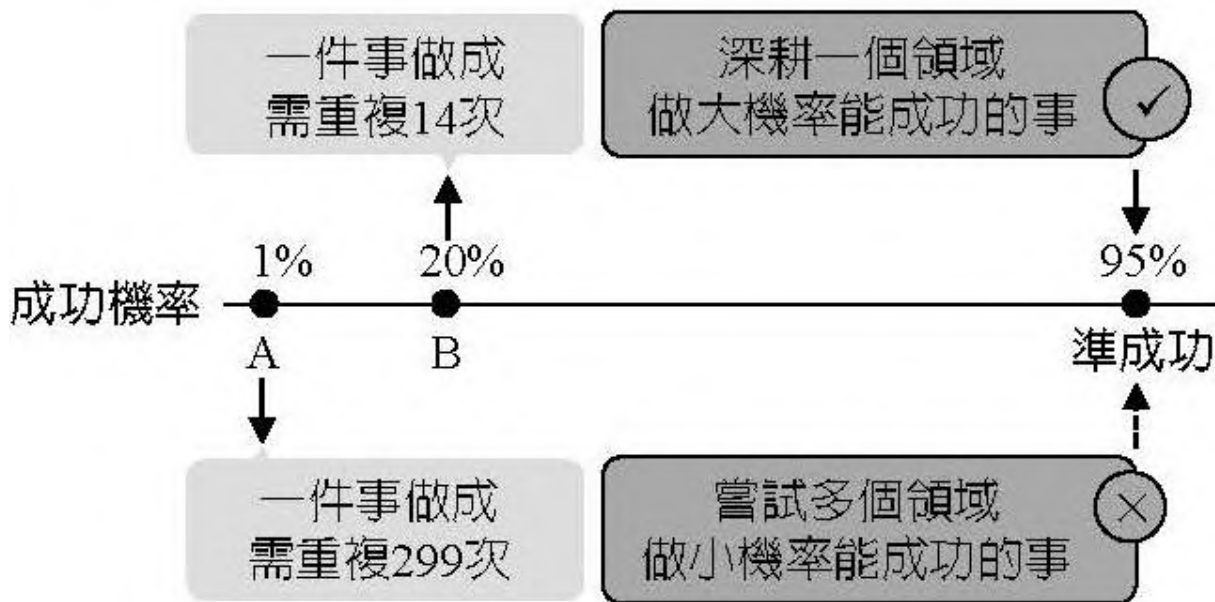 一件事做成
需重複14次
深耕一個領域
做大機率能成功的事
1%
20%
95%
成功機率
A
B
準成功
一件事做成
需重複299次
嘗試多個領域
做小機率能成功的事